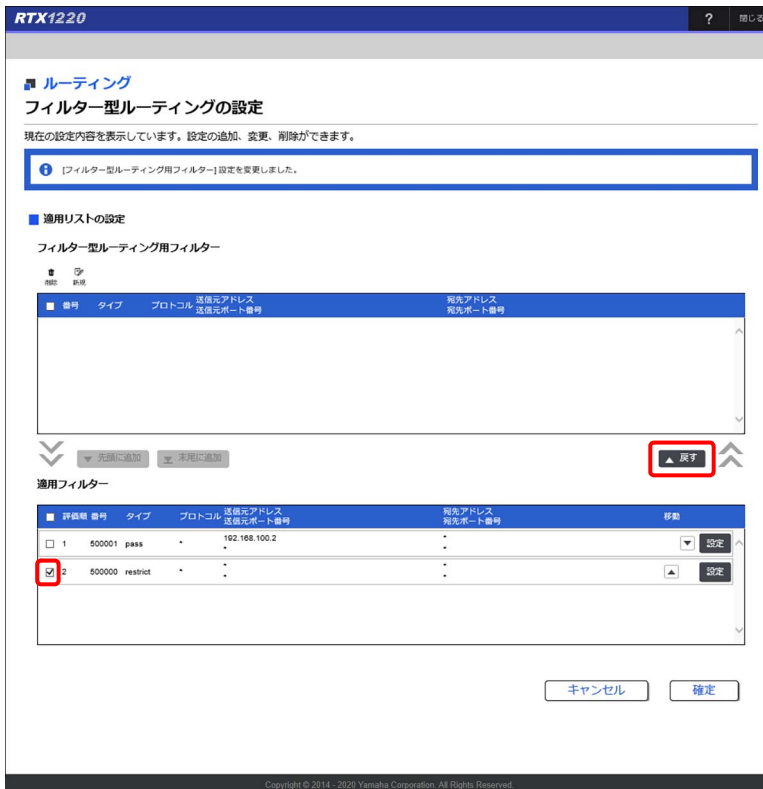 RTX1220
? 閉じる
ルーティング
フィルター型ルーティングの設定
現在の設定内容を表示しています。設定の追加、変更、削除ができます。
[フィルター型ルーティング用フィルター] 設定を変更しました。
適用リストの設定
フィルター型ルーティング用フィルター
削除 新規
番号 タイプ プロトコル 送信元アドレス 宛先アドレス
送信元ポート番号 宛先ポート番号
先頭に追加 末尾に追加 戻す
適用フィルター
評価順 番号 タイプ プロトコル 送信元アドレス 宛先アドレス 移動
送信元ポート番号 宛先ポート番号
1 500001 pass * 192.168.100.2 * 設定
* *
2 500000 restrict * * * 設定
* *
キャンセル 確定
Copyright © 2014 - 2020 Yamaha Corporation. All Rights Reserved.